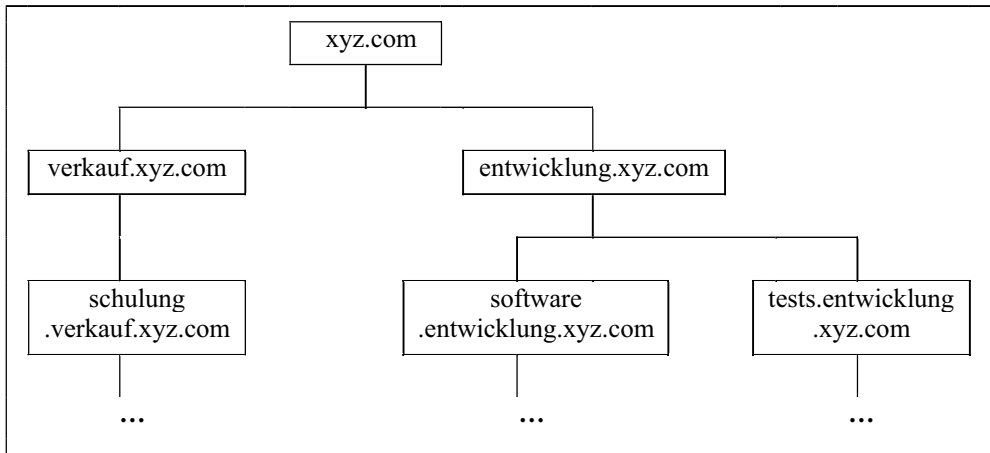 xyz.com
verkauf.xyz.com
entwicklung.xyz.com
schulung
.verkauf.xyz.com
software
.entwicklung.xyz.com
tests.entwicklung
.xyz.com
...
...
...